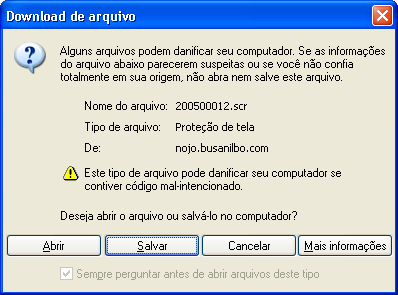 Download de arquivo
Alguns arquivos podem danificar seu computador. Se as informações
do arquivo abaixo parecerem suspeitas ou se você não confia
totalmente em sua origem, não abra nem salve este arquivo.
Nome do arquivo: 200500012.scr
Tipo de arquivo: Proteção de tela
De: nojo.busanilbo.com
Este tipo de arquivo pode danificar seu computador se
contiver código mal-intencionado.
Deseja abrir o arquivo ou salvá-lo no computador?
Abrir Salvar Cancelar Mais informações
Sempre perguntar antes de abrir arquivos deste tipo